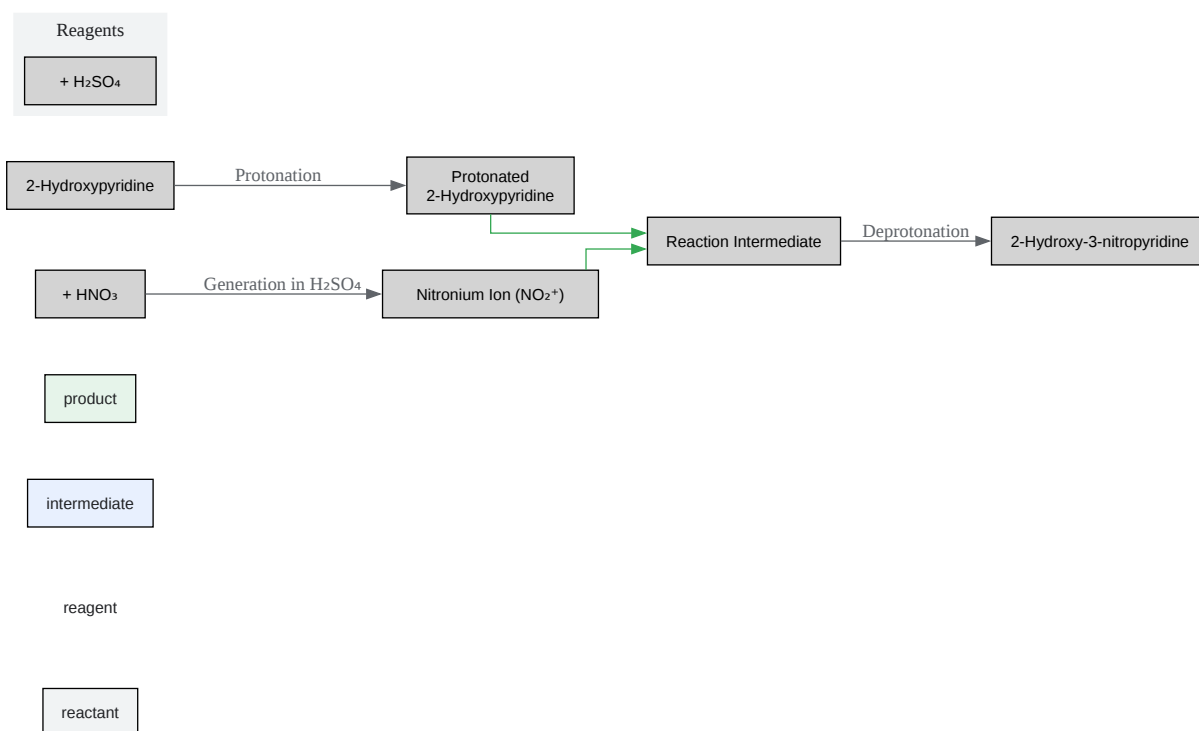 Reagents
+ H₂SO₄
2-Hydroxypyridine
Protonation
Protonated
2-Hydroxypyridine
Reaction Intermediate
Deprotonation
2-Hydroxy-3-nitropyridine
+ HNO₃
Generation in H₂SO₄
Nitronium Ion (NO₂⁺)
product
intermediate
reagent
reactant